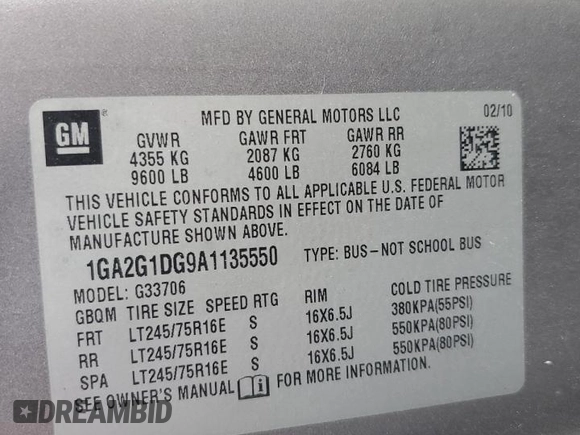 GM
MFD BY GENERAL MOTORS LLC
02/10
GVWR GAWR FRT GAWR RR
4355 KG 2087 KG 2760 KG
9600 LB 4600 LB 6084 LB
THIS VEHICLE CONFORMS TO ALL APPLICABLE U.S. FEDERAL MOTOR
VEHICLE SAFETY STANDARDS IN EFFECT ON THE DATE OF
MANUFACTURE SHOWN ABOVE.
1GA2G1DG9A1135550 TYPE: BUS-NOT SCHOOL BUS
MODEL: G33706
GBQM TIRE SIZE SPEED RTG RIM COLD TIRE PRESSURE
FRT LT245/75R16E S 16X6.5J 380KPA(55PSI)
RR LT245/75R16E S 16X6.5J 550KPA(80PSI)
SPA LT245/75R16E S 16X6.5J 550KPA(80PSI)
SEE OWNER'S MANUAL FOR MORE INFORMATION.
DREAMBID